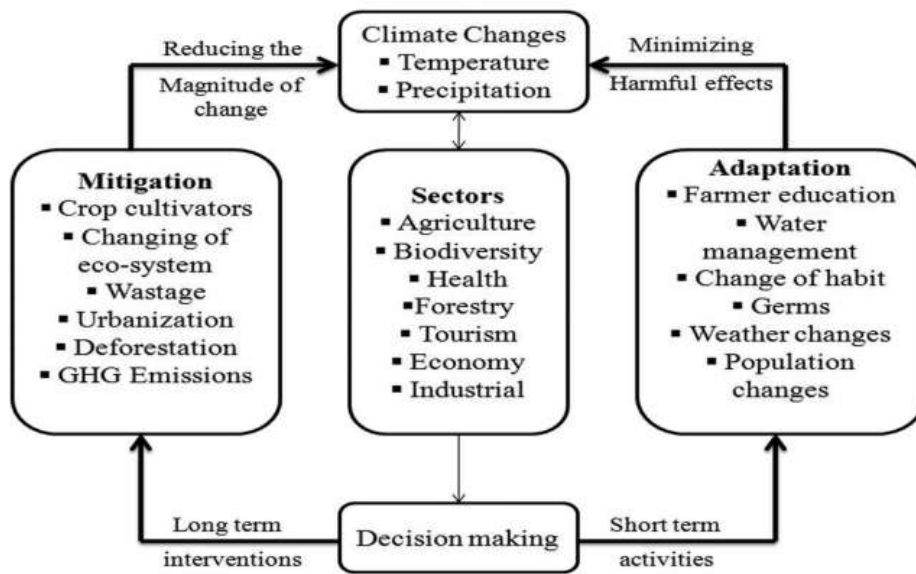 Climate Changes
▪ Temperature
▪ Precipitation
Reducing the
Magnitude of
change
Minimizing
Harmful effects
Mitigation
▪ Crop cultivators
▪ Changing of
eco-system
▪ Wastage
▪ Urbanization
▪ Deforestation
▪ GHG Emissions
Sectors
▪ Agriculture
▪ Biodiversity
▪ Health
▪ Forestry
▪ Tourism
▪ Economy
▪ Industrial
Adaptation
▪ Farmer education
▪ Water
management
▪ Change of habit
▪ Germs
▪ Weather changes
▪ Population
changes
Long term
interventions
Decision making
Short term
activities